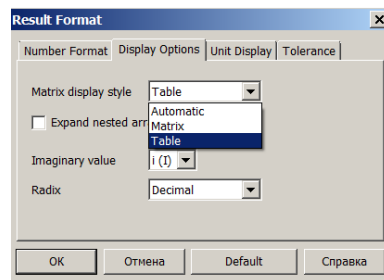 Result Format
Number Format Display Options Unit Display Tolerance
Matrix display style Table
Automatic
Expand nested arr
Matrix
Table
Imaginary value i (I)
Radix Decimal
OK Отмена Default Справка